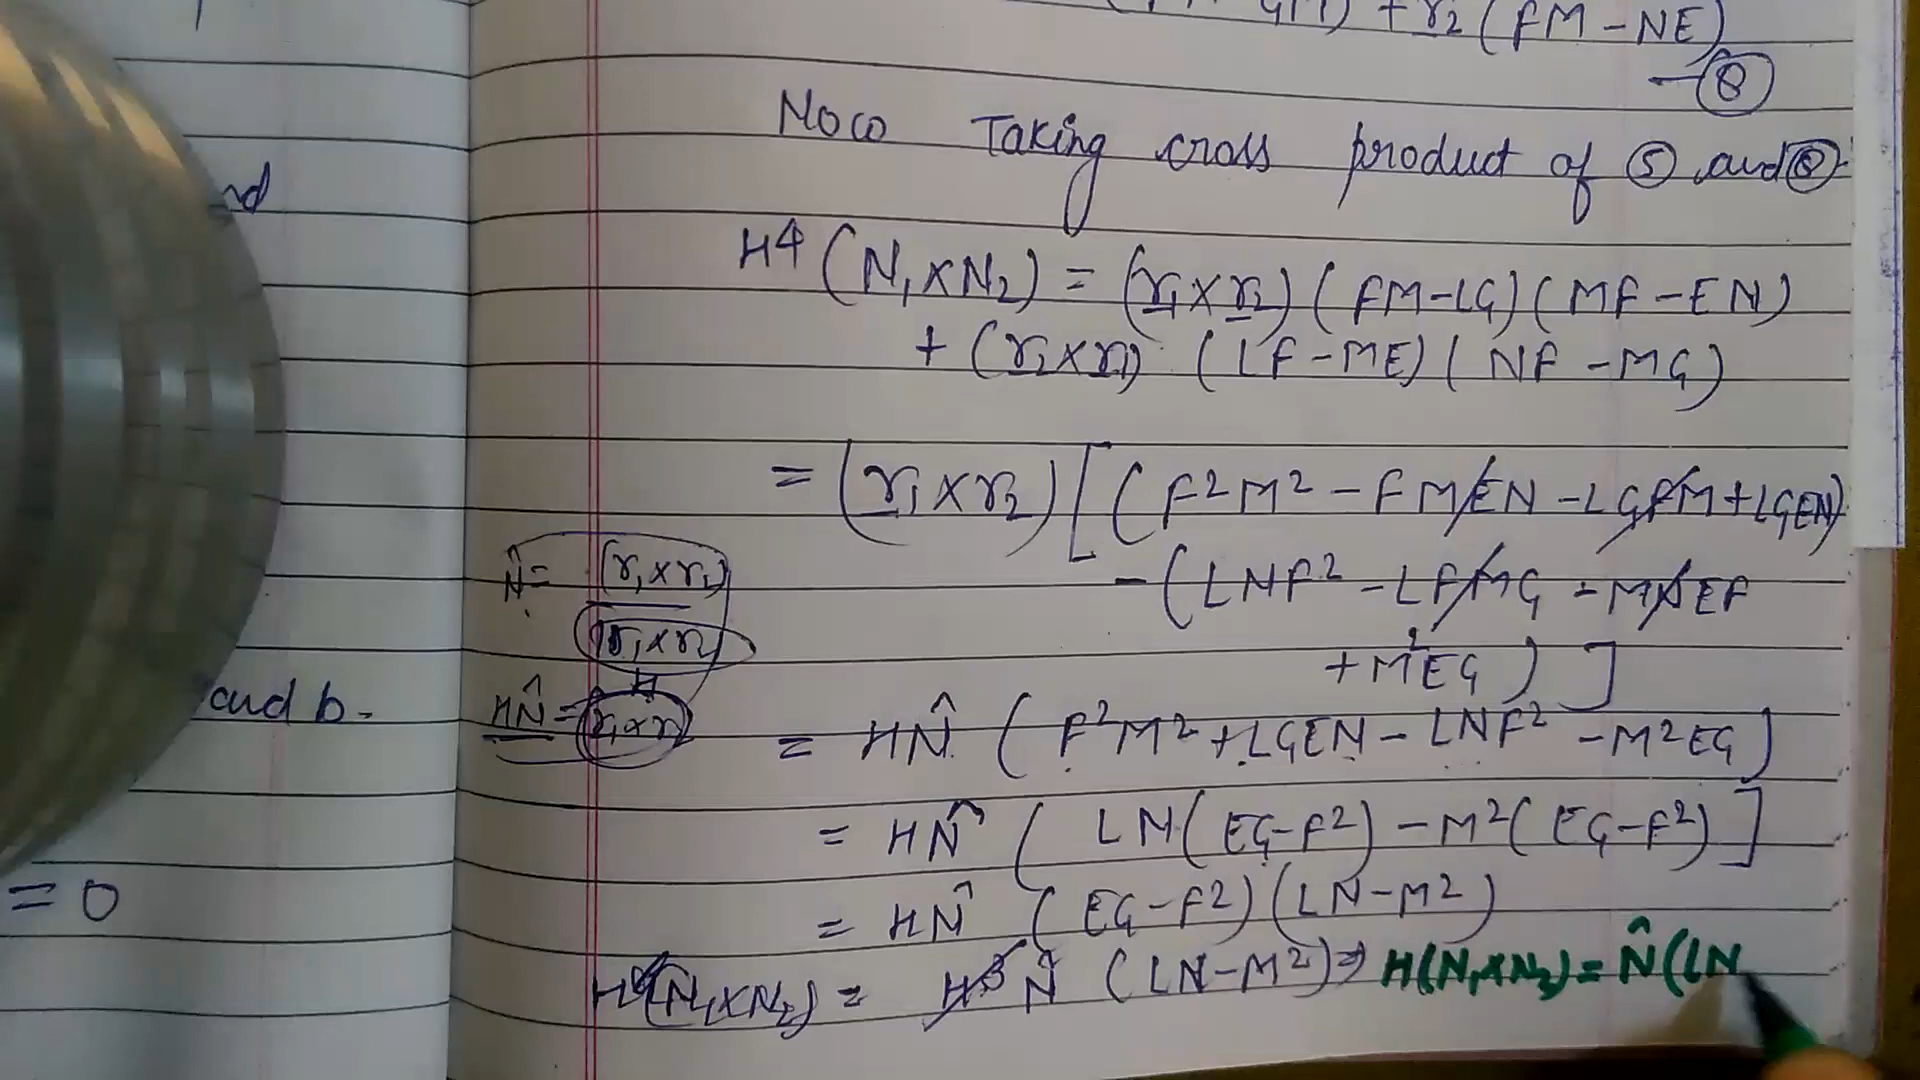 nd
and b.
= 0
+ r₂ (FM - NE)
— ⑧
Now Taking cross product of ⑤ and ⑧
H⁴ (N₁ × N₂) = (r₁ × r₂) (FM - LG) (MF - EN)
+ (r₂ × r₁) (LF - ME) (NF - MG)
= (r₁ × r₂) [ (F²M² - FMEN - LGFM + LGEN)
- (LNF² - LFMG - MNEF
+ M²EG ) ]
N̂ = (r₁ × r₂)
|r₁ × r₂|
H
HN̂ = r₁ × r₂
= HN̂ ( F²M² + LGEN - LNF² - M²EG )
= HN̂ ( LN (EG - F²) - M² (EG - F²) ]
= HN̂ (EG - F²) (LN - M²)
H⁴ (N₁ × N₂) = H³ N̂ (LN - M²) ⇒ H(N₁ × N₂) = N̂ (LN